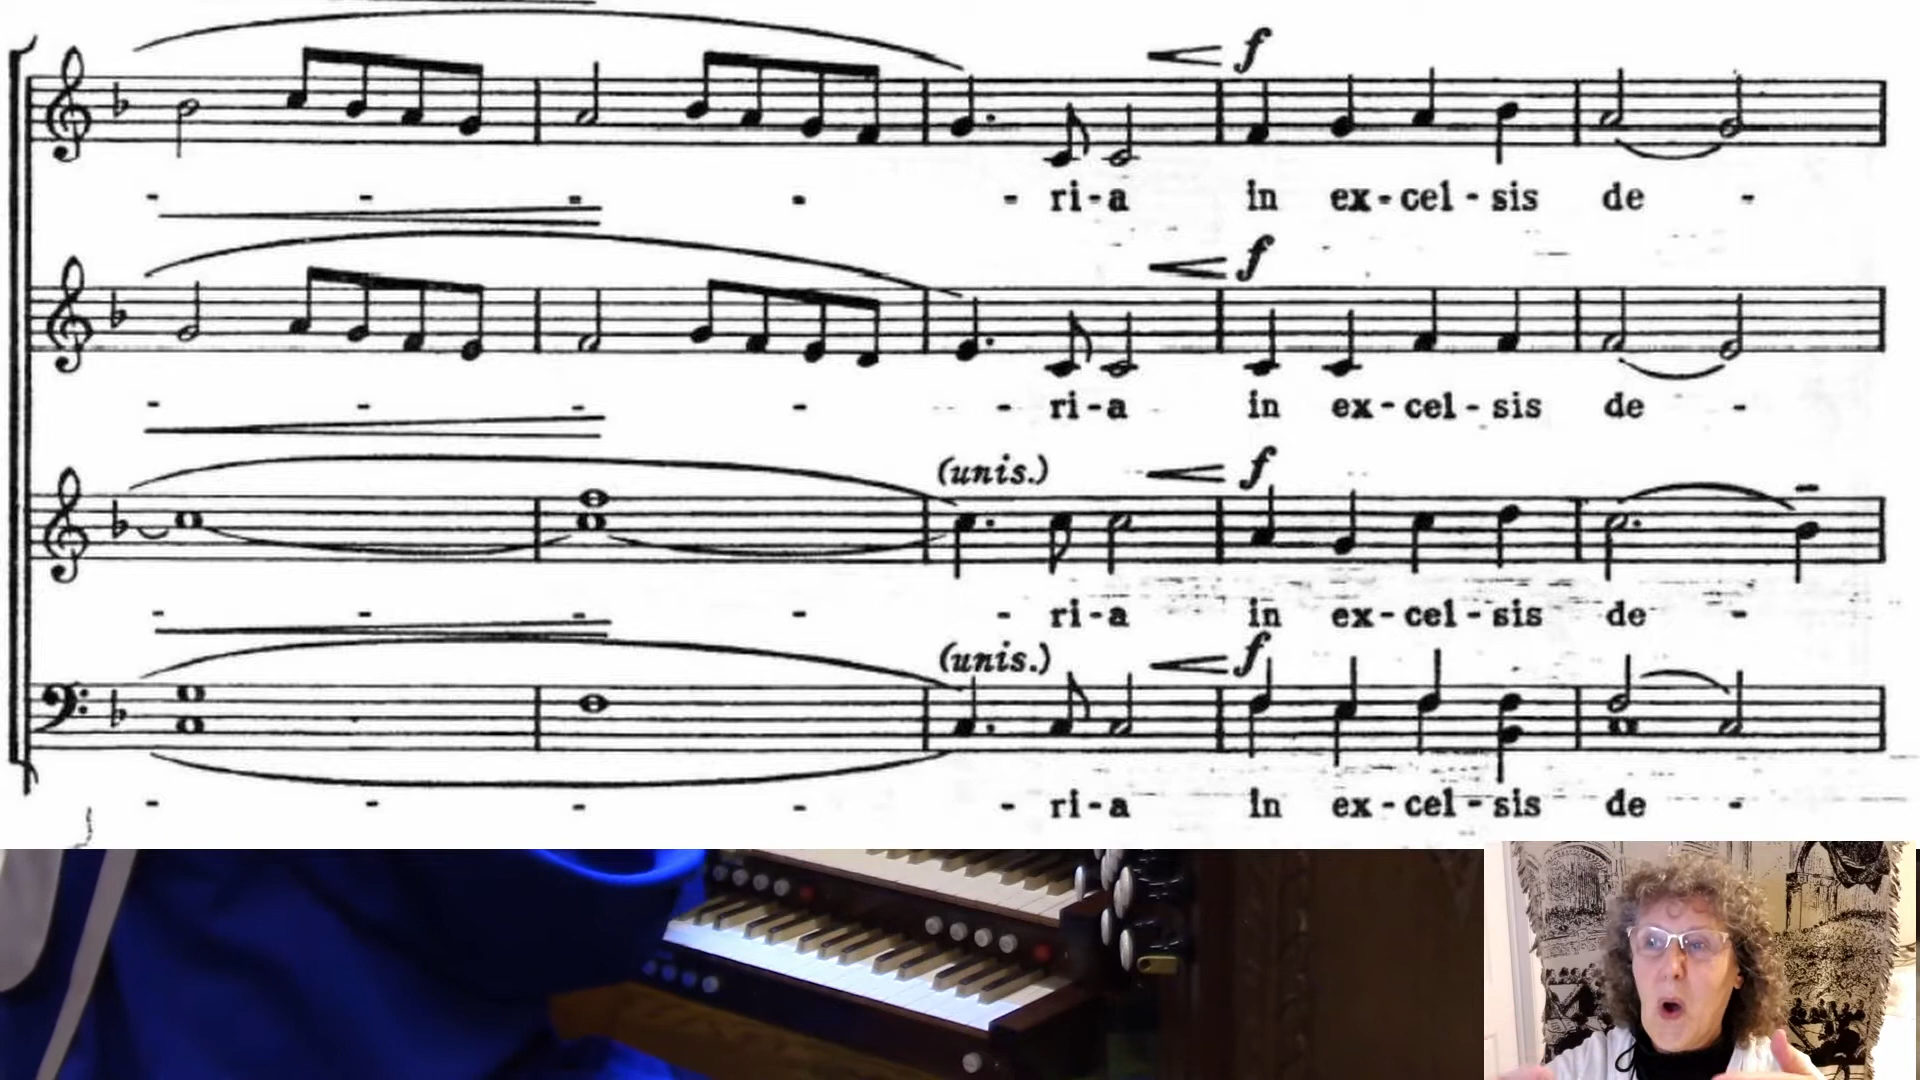 f
- - - - - ri-a in ex-cel-sis de -
f
- - - - - ri-a in ex-cel-sis de -
(unis.) f
- - - - - ri-a in ex-cel-sis de -
(unis.) f
- - - - - ri-a in ex-cel-sis de -